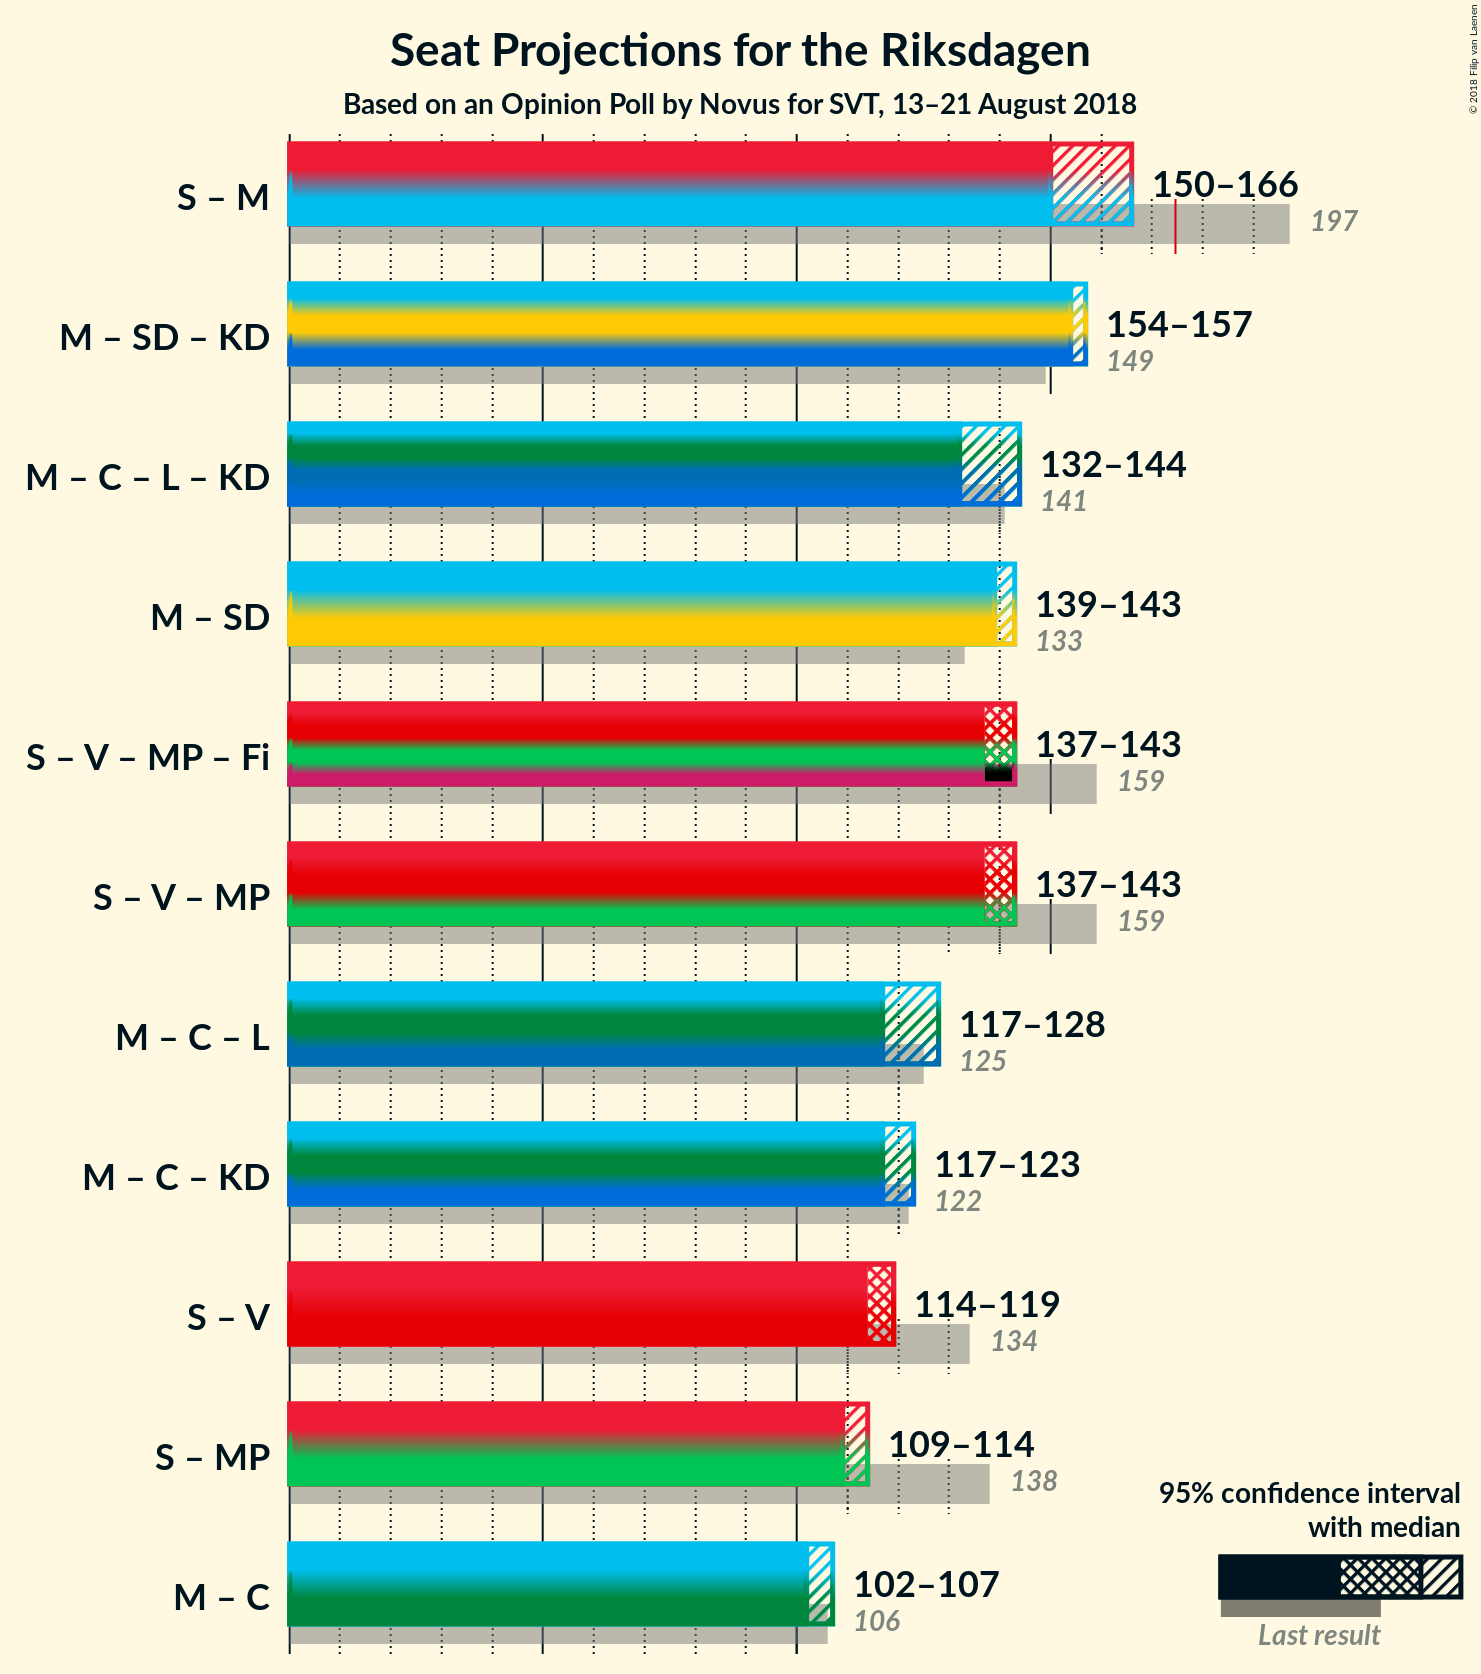 Seat Projections for the Riksdagen
Based on an Opinion Poll by Novus for SVT, 13–21 August 2018
© 2018 Filip van Laenen
S – M
150–166
197
M – SD – KD
154–157
149
M – C – L – KD
132–144
141
M – SD
139–143
133
S – V – MP – Fi
137–143
159
S – V – MP
137–143
159
M – C – L
117–128
125
M – C – KD
117–123
122
S – V
114–119
134
S – MP
109–114
138
M – C
102–107
106
95% confidence interval
with median
Last result